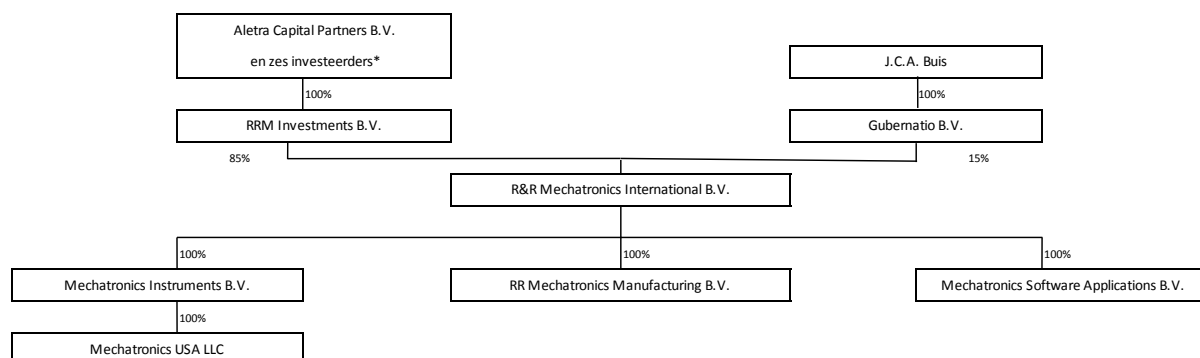 Aletra Capital Partners B.V.
en zes investeerders*
J.C.A. Buis
100%
100%
RRM Investments B.V.
Gubernatio B.V.
85%
15%
R&R Mechatronics International B.V.
100%
100%
100%
Mechatronics Instruments B.V.
RR Mechatronics Manufacturing B.V.
Mechatronics Software Applications B.V.
100%
Mechatronics USA LLC